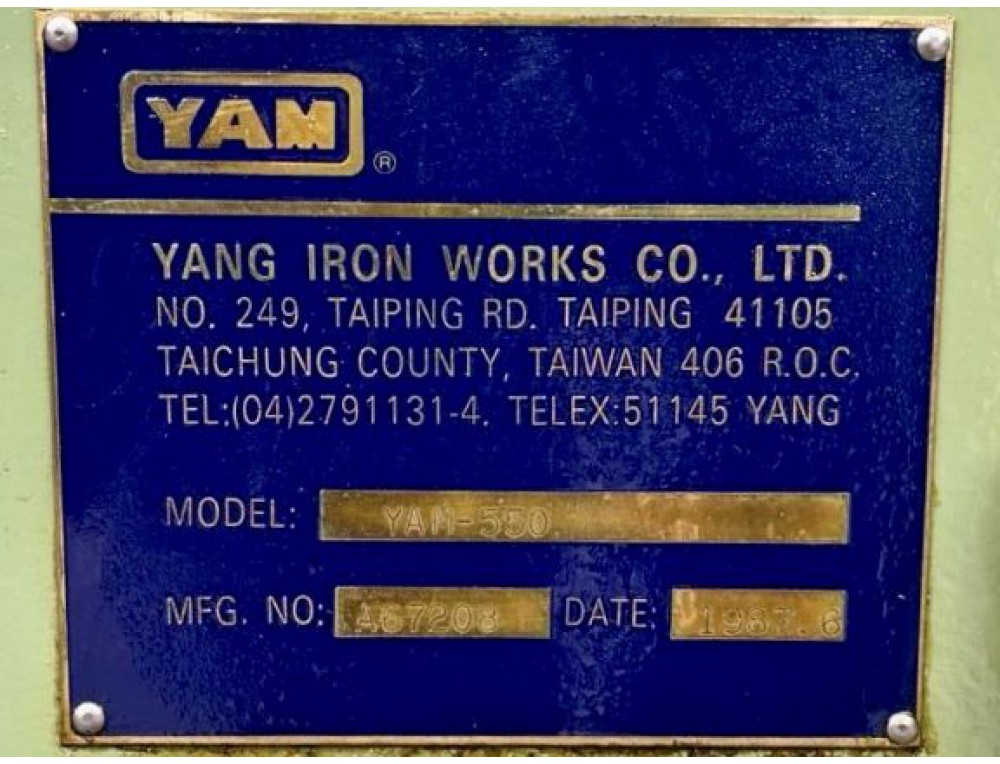 YAM ®
YANG IRON WORKS CO., LTD.
NO. 249, TAIPING RD. TAIPING 41105
TAICHUNG COUNTY, TAIWAN 406 R.O.C.
TEL:(04)2791131-4. TELEX:51145 YANG
MODEL: YAM-550
MFG. NO: A67208 DATE: 1987.6